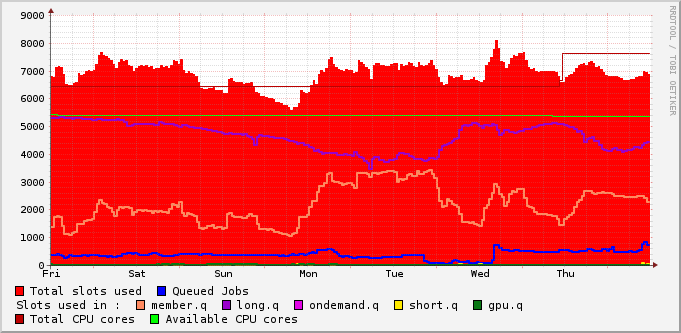 9000
8000
7000
6000
5000
4000
3000
2000
1000
0
Fri Sat Sun Mon Tue Wed Thu
RRDTOOL / TOBI OETIKER
Total slots used Queued Jobs
Slots used in : member.q long.q ondemand.q short.q gpu.q
Total CPU cores Available CPU cores